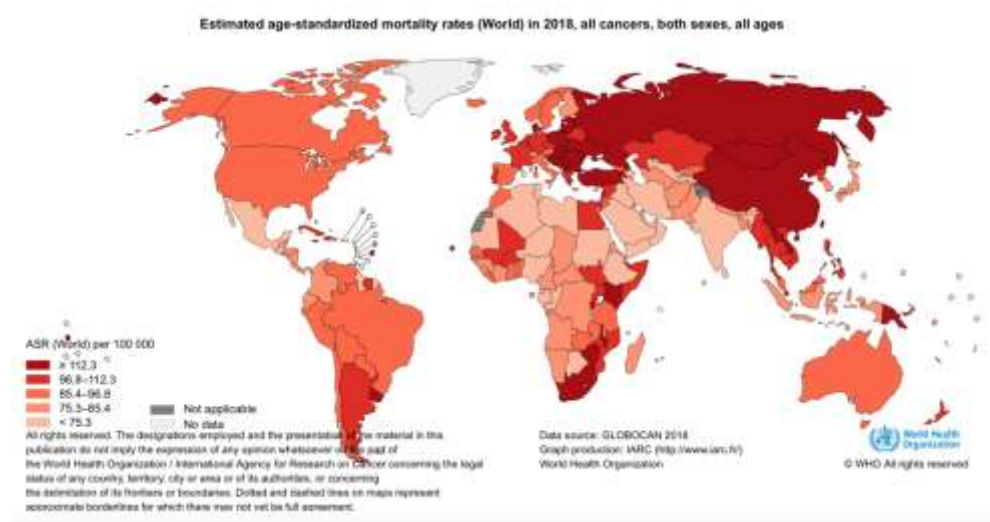 Estimated age-standardized mortality rates (World) in 2018, all cancers, both sexes, all ages
ASR (World) per 100 000
≥ 112.3
96.8–112.3
85.4–96.8
75.3–85.4
< 75.3
Not applicable
No data
All rights reserved. The designations employed and the presentation of the material in this
publication do not imply the expression of any opinion whatsoever on the part of
the World Health Organization / International Agency for Research on Cancer concerning the legal
status of any country, territory, city or area or of its authorities, or concerning
the delimitation of its frontiers or boundaries. Dotted and dashed lines on maps represent
approximate borderlines for which there may not yet be full agreement.
Data source: GLOBOCAN 2018
Graph production: IARC (http://www.iarc.fr/)
World Health Organization
World Health
Organization
© WHO All rights reserved